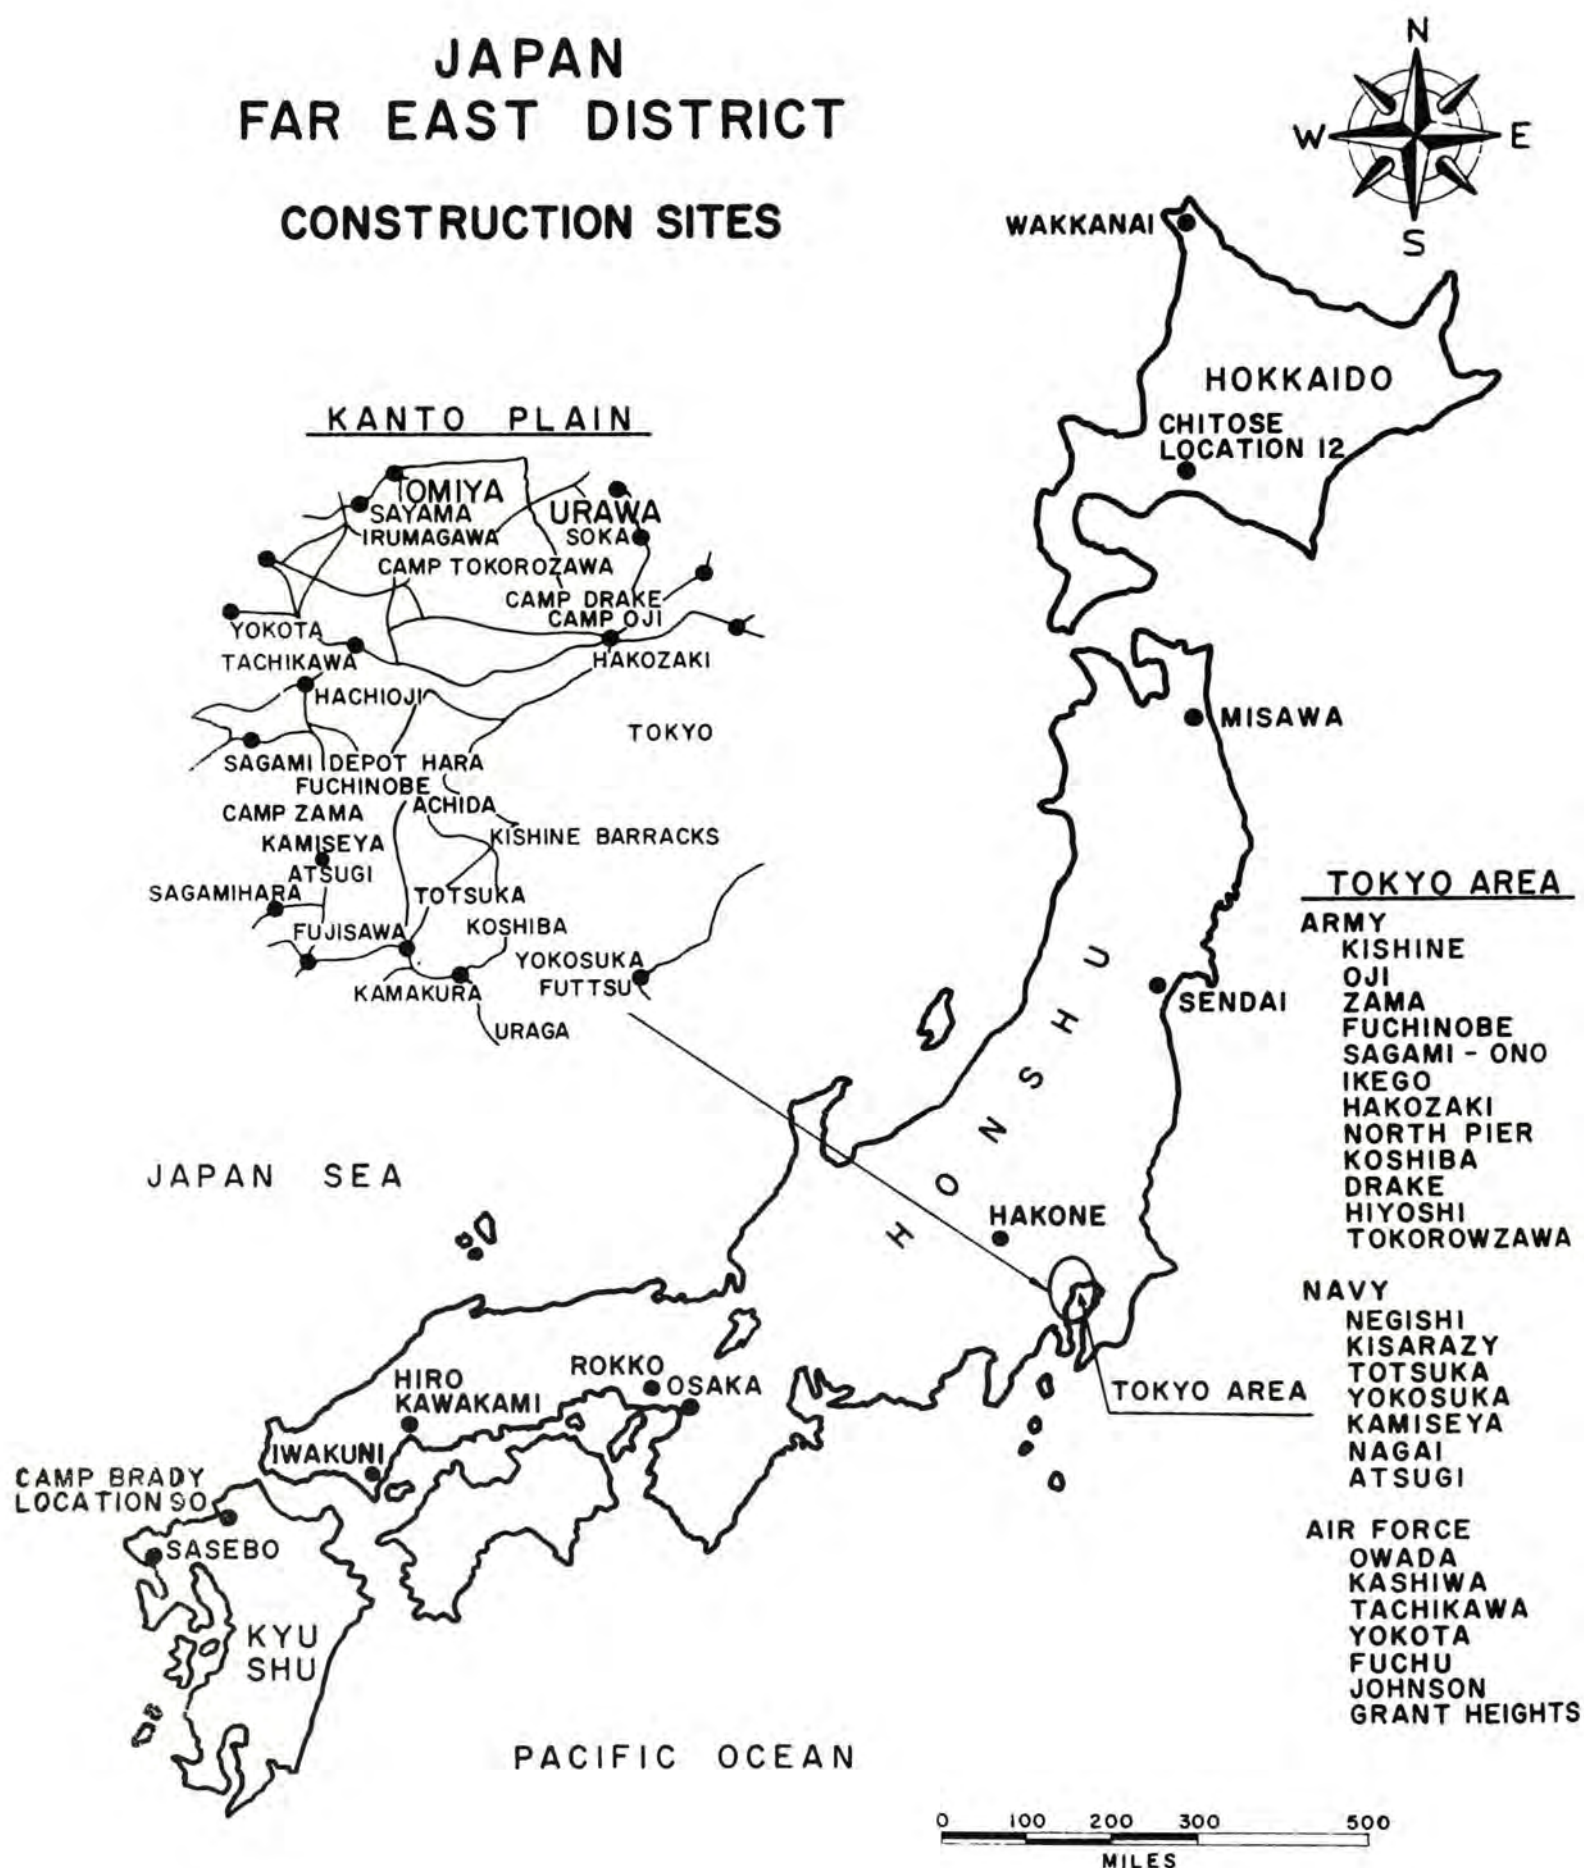 JAPAN
FAR EAST DISTRICT
CONSTRUCTION SITES
N
W
E
S
WAKKANAI
HOKKAIDO
CHITOSE
LOCATION 12
KANTO PLAIN
OMIYA
SAYAMA
URAWA
IRUMAGAWA
SOKA
CAMP TOKOROZAWA
CAMP DRAKE
CAMP OJI
YOKOTA
TACHIKAWA
HAKOZAKI
HACHIOJI
TOKYO
SAGAMI DEPOT HARA
FUCHINOBE
ACHIDA
CAMP ZAMA
KISHINE BARRACKS
KAMISEYA
ATSUGI
SAGAMIHARA
TOTSUKA
FUJISAWA
KOSHIBA
YOKOSUKA
KAMAKURA
FUTTSU
URAGA
MISAWA
SENDAI
HONSHU
HAKONE
JAPAN SEA
ROKKO
OSAKA
HIRO
KAWAKAMI
IWAKUNI
CAMP BRADY
LOCATION 90
SASEBO
KYU
SHU
TOKYO AREA
PACIFIC OCEAN
TOKYO AREA
ARMY
KISHINE
OJI
ZAMA
FUCHINOBE
SAGAMI - ONO
IKEGO
HAKOZAKI
NORTH PIER
KOSHIBA
DRAKE
HIYOSHI
TOKOROWZAWA
NAVY
NEGISHI
KISARAZY
TOTSUKA
YOKOSUKA
KAMISEYA
NAGAI
ATSUGI
AIR FORCE
OWADA
KASHIWA
TACHIKAWA
YOKOTA
FUCHU
JOHNSON
GRANT HEIGHTS
0 100 200 300 500
MILES